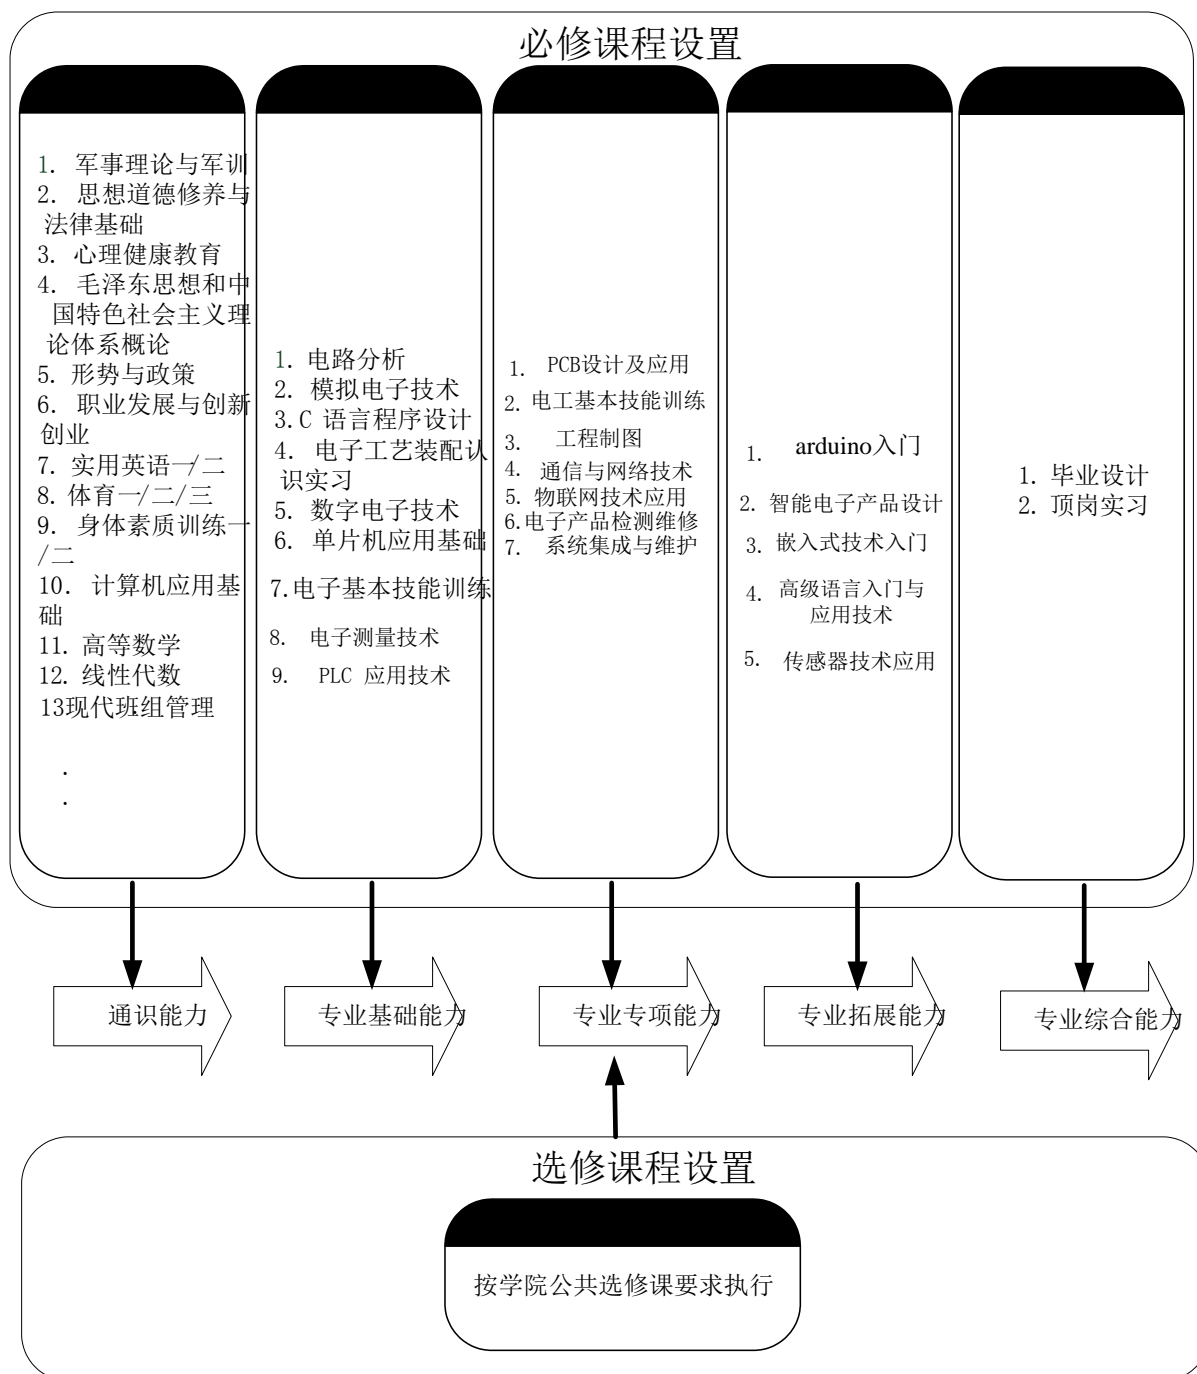 必修课程设置
1. 军事理论与军训
2. 思想道德修养与
法律基础
3. 心理健康教育
4. 毛泽东思想和中
国特色社会主义理
论体系概论
5. 形势与政策
6. 职业发展与创新
创业
7. 实用英语一/二
8. 体育一/二/三
9. 身体素质训练一
/二
10. 计算机应用基
础
11. 高等数学
12. 线性代数
13现代班组管理
.
.
1. 电路分析
2. 模拟电子技术
3.C 语言程序设计
4. 电子工艺装配认
识实习
5. 数字电子技术
6. 单片机应用基础
7.电子基本技能训练
8. 电子测量技术
9. PLC 应用技术
1. PCB设计及应用
2. 电工基本技能训练
3. 工程制图
4. 通信与网络技术
5. 物联网技术应用
6.电子产品检测维修
7. 系统集成与维护
1. arduino入门
2. 智能电子产品设计
3. 嵌入式技术入门
4. 高级语言入门与
应用技术
5. 传感器技术应用
1. 毕业设计
2. 顶岗实习
通识能力
专业基础能力
专业专项能力
专业拓展能力
专业综合能力
选修课程设置
按学院公共选修课要求执行